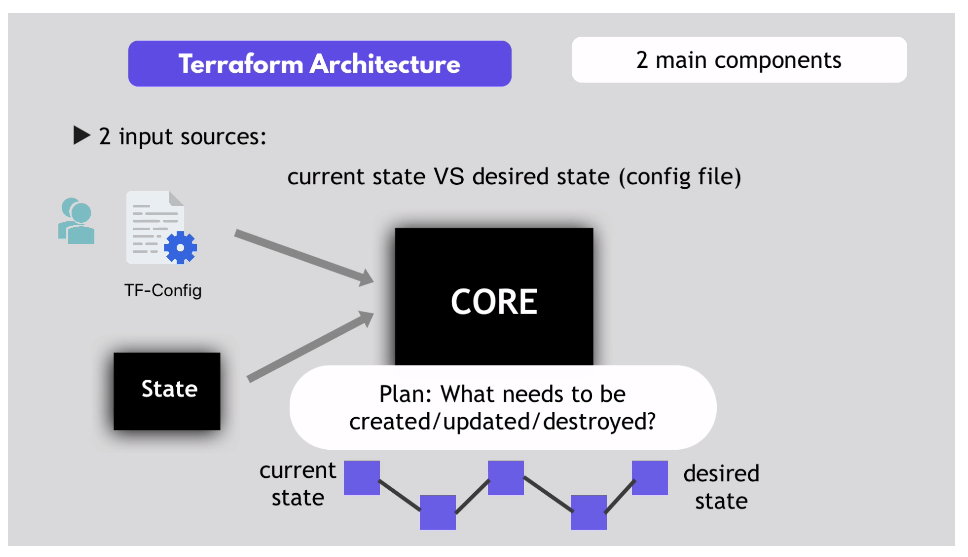 Terraform Architecture
2 main components
▶ 2 input sources:
current state VS desired state (config file)
TF-Config
CORE
State
Plan: What needs to be
created/updated/destroyed?
current
state
desired
state